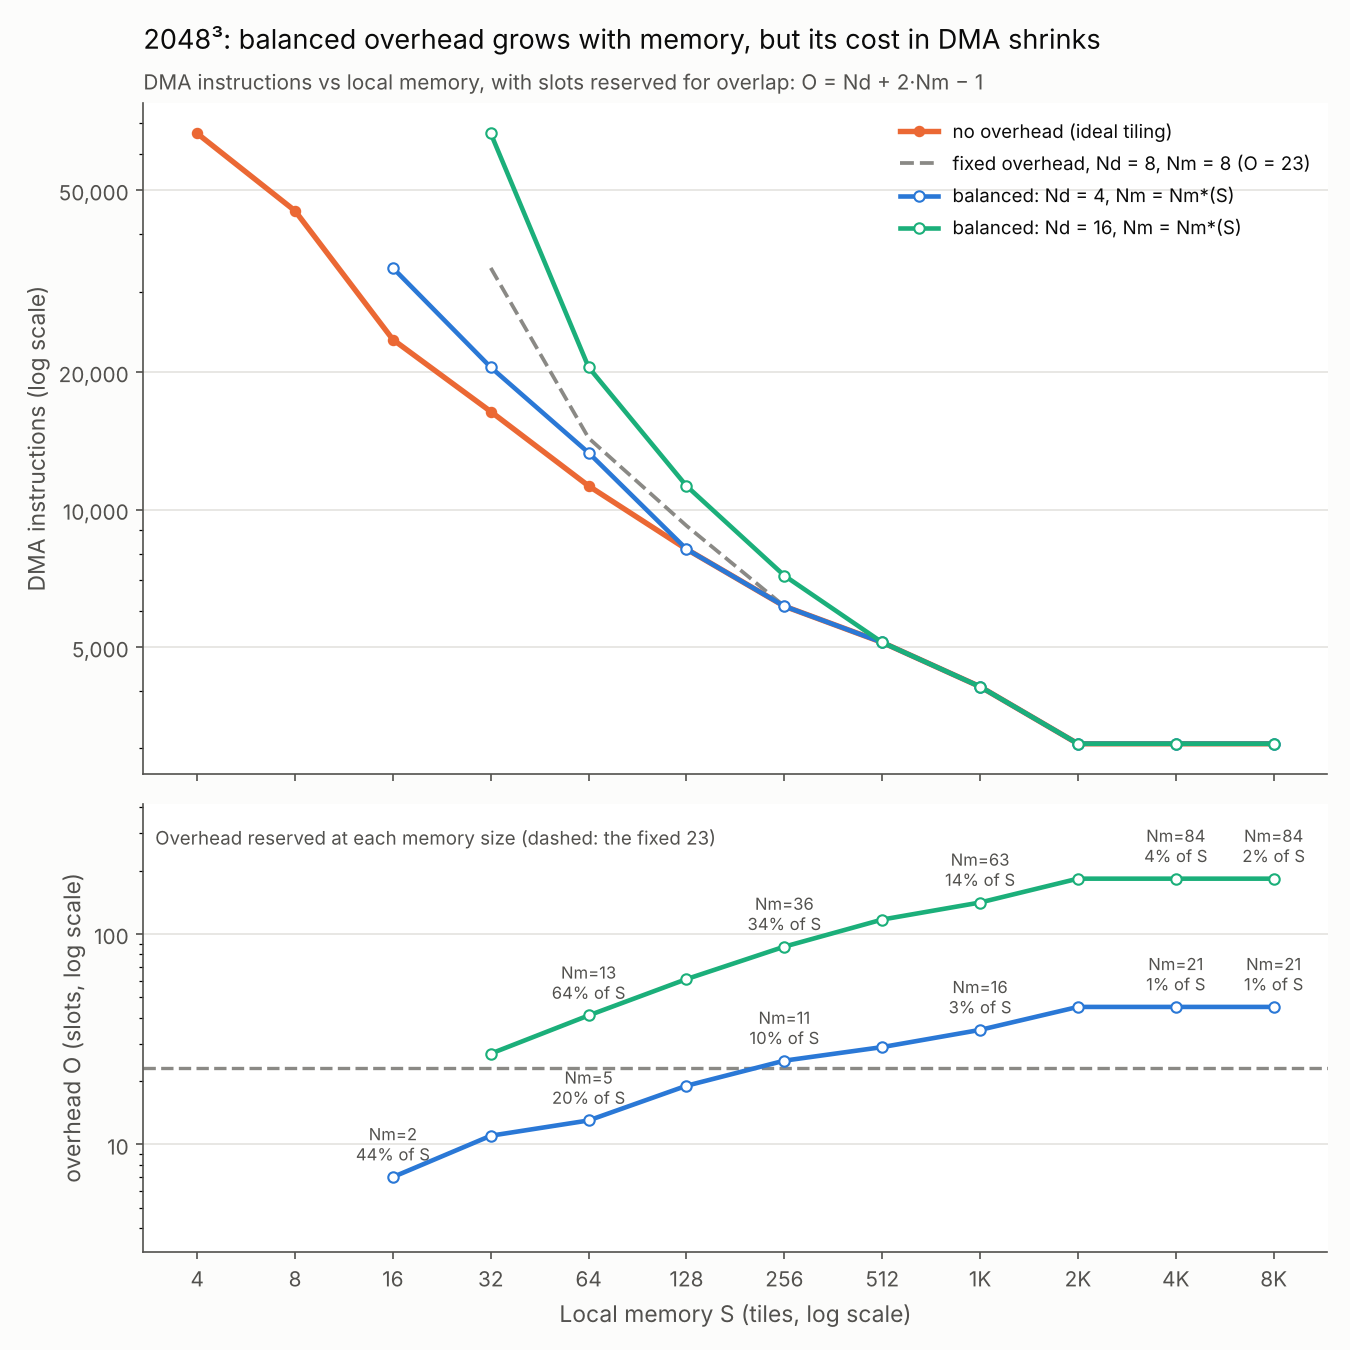 2048³: balanced overhead grows with memory, but its cost in DMA shrinks
DMA instructions vs local memory, with slots reserved for overlap: O = Nd + 2·Nm − 1
no overhead (ideal tiling)
fixed overhead, Nd = 8, Nm = 8 (O = 23)
balanced: Nd = 4, Nm = Nm*(S)
balanced: Nd = 16, Nm = Nm*(S)
DMA instructions (log scale)
50,000
20,000
10,000
5,000
Overhead reserved at each memory size (dashed: the fixed 23)
overhead O (slots, log scale)
100
10
Nm=13
64% of S
Nm=36
34% of S
Nm=63
14% of S
Nm=84
4% of S
Nm=84
2% of S
Nm=2
44% of S
Nm=5
20% of S
Nm=11
10% of S
Nm=16
3% of S
Nm=21
1% of S
Nm=21
1% of S
4 8 16 32 64 128 256 512 1K 2K 4K 8K
Local memory S (tiles, log scale)